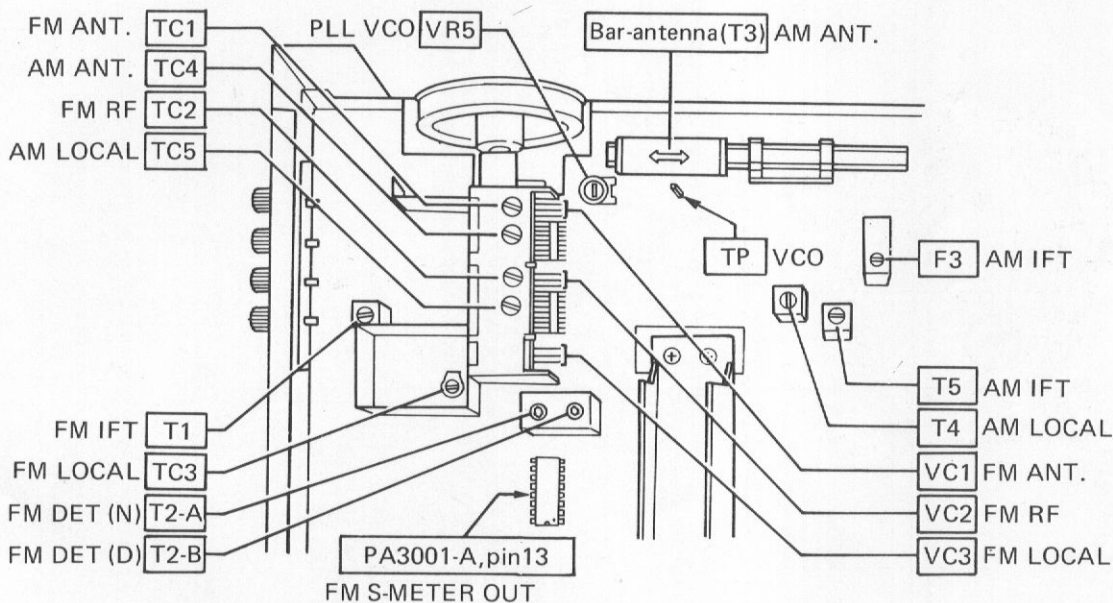 FM ANT. TC1
AM ANT. TC4
FM RF TC2
AM LOCAL TC5
PLL VCO VR5
Bar-antenna(T3) AM ANT.
TP VCO
F3 AM IFT
T5 AM IFT
T4 AM LOCAL
VC1 FM ANT.
VC2 FM RF
VC3 FM LOCAL
FM IFT T1
FM LOCAL TC3
FM DET (N) T2-A
FM DET (D) T2-B
PA3001-A,pin13
FM S-METER OUT